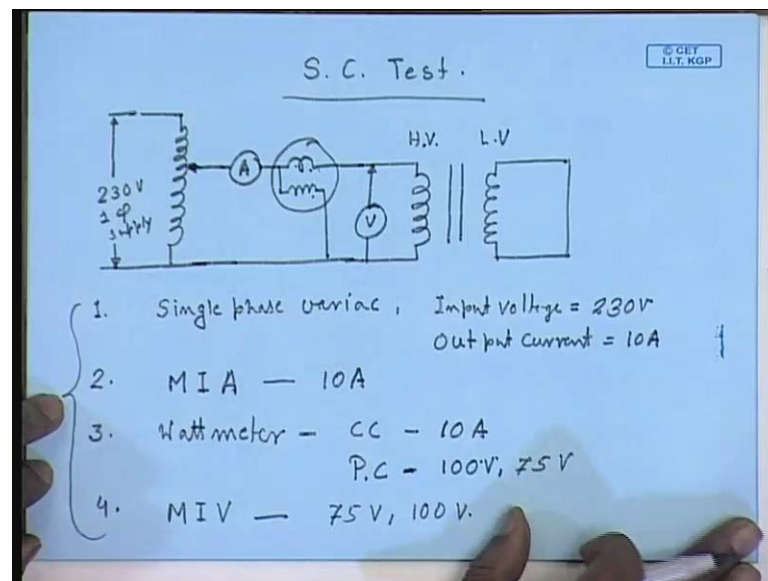 © CET
I.I.T. KGP
S. C. Test.
H.V. L.V
A
V
230V
1 φ
supply
1. Single phase variac, Input voltage = 230V
Output current = 10A
2. MIA — 10A
3. Wattmeter — CC - 10A
P.C - 100V, 75V
4. MIV — 75V, 100V.